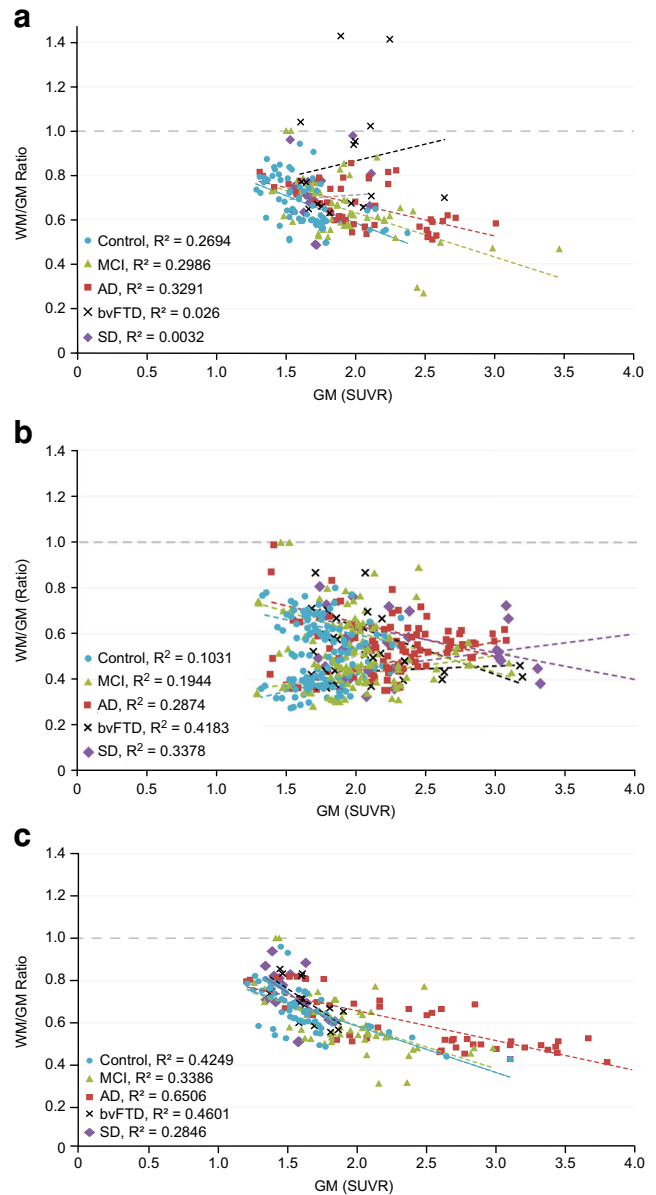 a
1.4
1.2
1.0
0.8
0.6
0.4
0.2
0
WM/GM Ratio
Control, R² = 0.2694
MCI, R² = 0.2986
AD, R² = 0.3291
bvFTD, R² = 0.026
SD, R² = 0.0032
0 0.5 1.0 1.5 2.0 2.5 3.0 3.5 4.0
GM (SUVR)
b
1.4
1.2
1.0
0.8
0.6
0.4
0.2
0
WM/GM (Ratio)
Control, R² = 0.1031
MCI, R² = 0.1944
AD, R² = 0.2874
bvFTD, R² = 0.4183
SD, R² = 0.3378
0 0.5 1.0 1.5 2.0 2.5 3.0 3.5 4.0
GM (SUVR)
c
1.4
1.2
1.0
0.8
0.6
0.4
0.2
0
WM/GM Ratio
Control, R² = 0.4249
MCI, R² = 0.3386
AD, R² = 0.6506
bvFTD, R² = 0.4601
SD, R² = 0.2846
0 0.5 1.0 1.5 2.0 2.5 3.0 3.5 4.0
GM (SUVR)